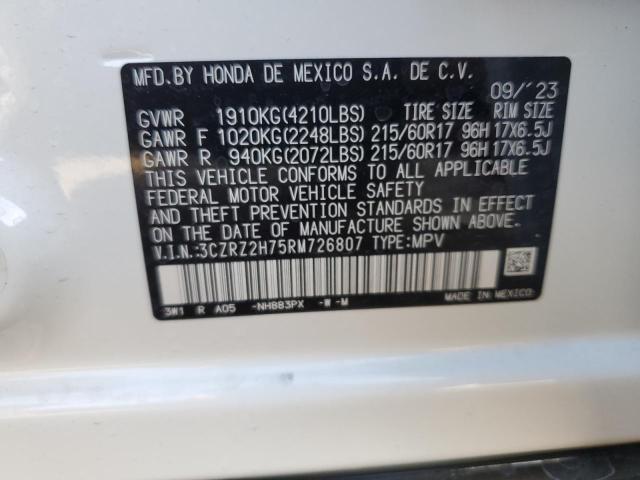 MFD.BY HONDA DE MEXICO S.A. DE C.V. 09/´23
GVWR 1910KG(4210LBS) TIRE SIZE RIM SIZE
GAWR F 1020KG(2248LBS) 215/60R17 96H 17X6.5J
GAWR R 940KG(2072LBS) 215/60R17 96H 17X6.5J
THIS VEHICLE CONFORMS TO ALL APPLICABLE
FEDERAL MOTOR VEHICLE SAFETY
AND THEFT PREVENTION STANDARDS IN EFFECT
ON THE DATE OF MANUFACTURE SHOWN ABOVE.
V.I.N.:3CZRZ2H75RM726807 TYPE:MPV
3W1 R A05 -NH883PX -W -M MADE IN MEXICO